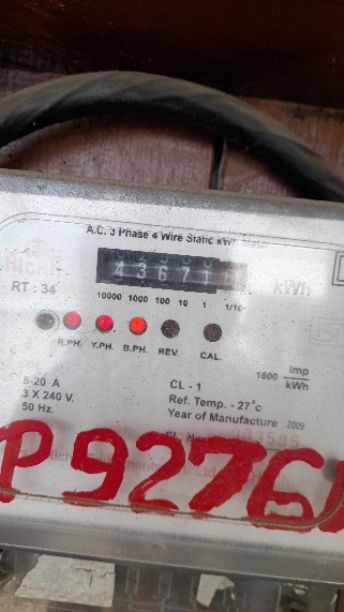 A.C. 3 Phase 4 Wire Static kWh Meter
43671 kWh
RT : 34
10000 1000 100 10 1 1/10
R.PH. Y.PH. B.PH. REV. CAL.
5-20 A
3 X 240 V.
50 Hz.
CL - 1
Ref. Temp. - 27°c
Year of Manufacture : 2009
1600 imp
kWh
P9276